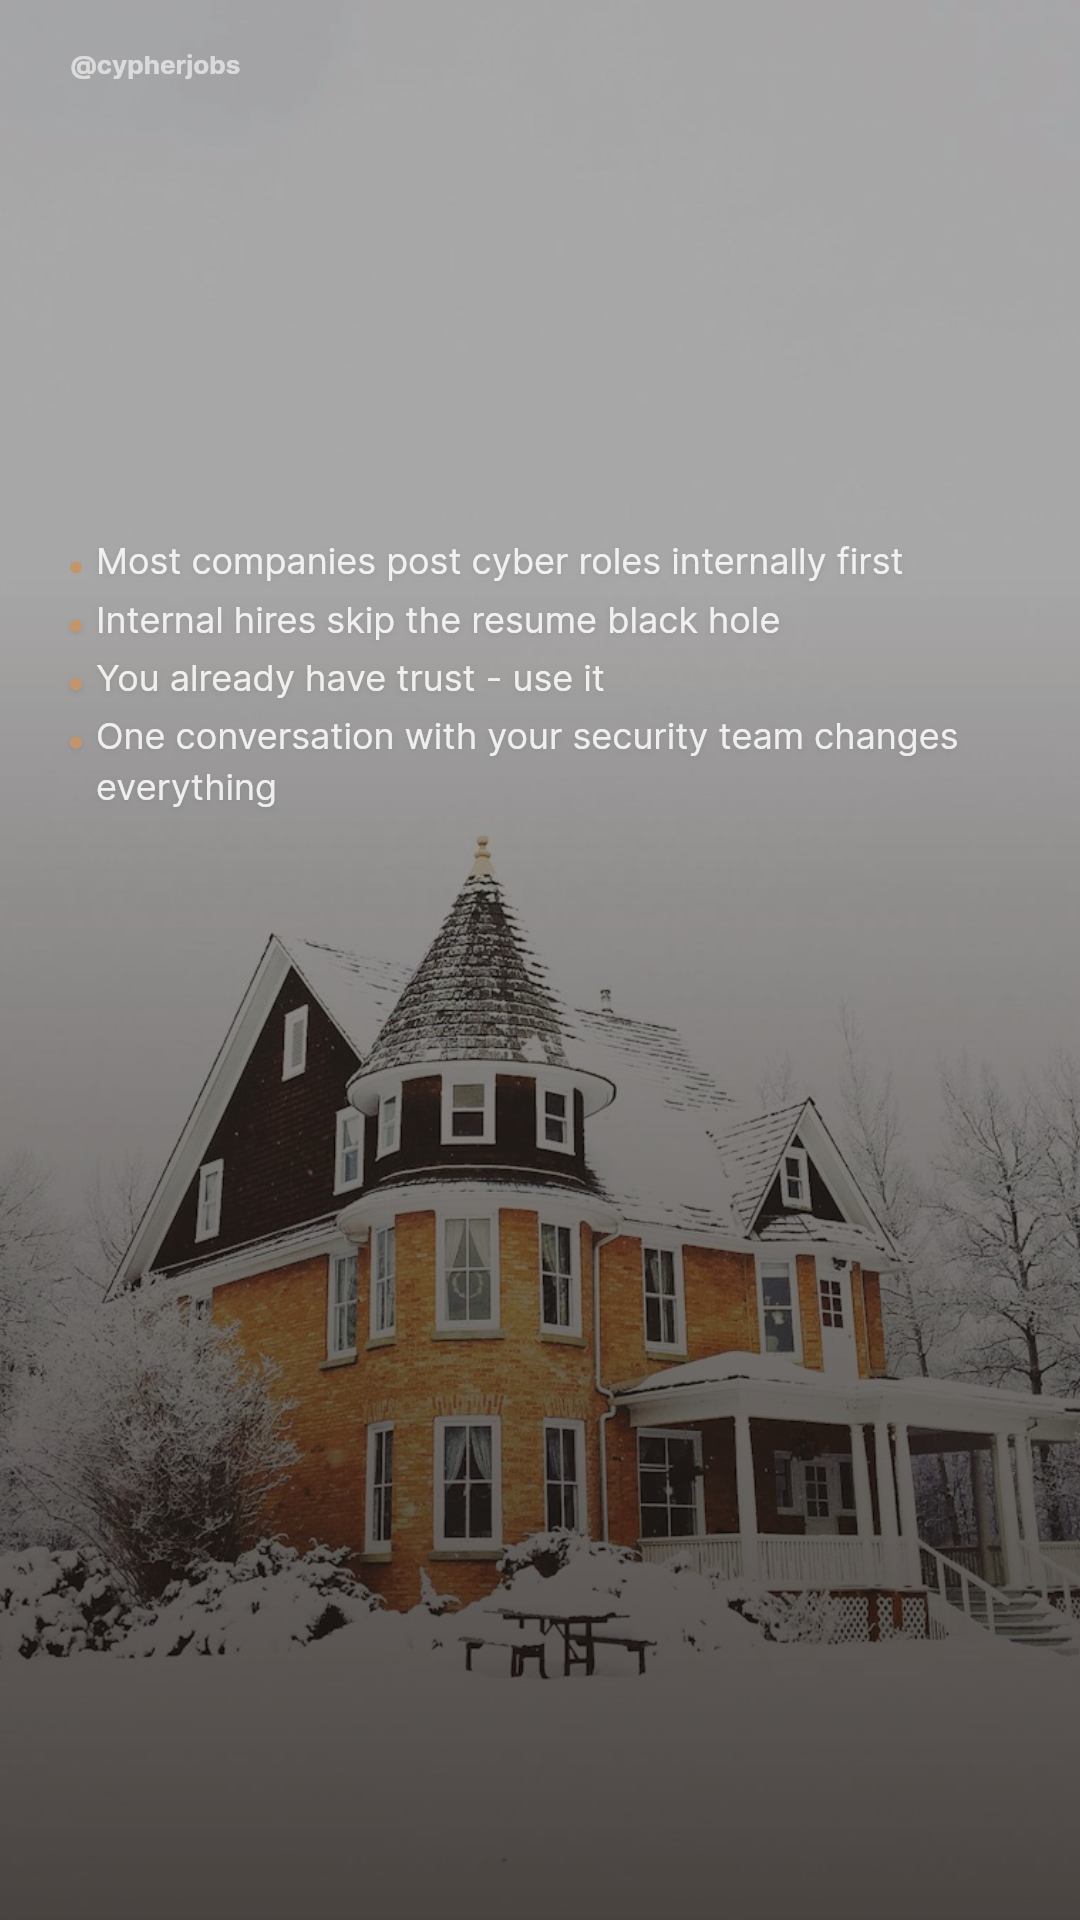 @cypherjobs
Most companies post cyber roles internally first
Internal hires skip the resume black hole
You already have trust - use it
One conversation with your security team changes
everything